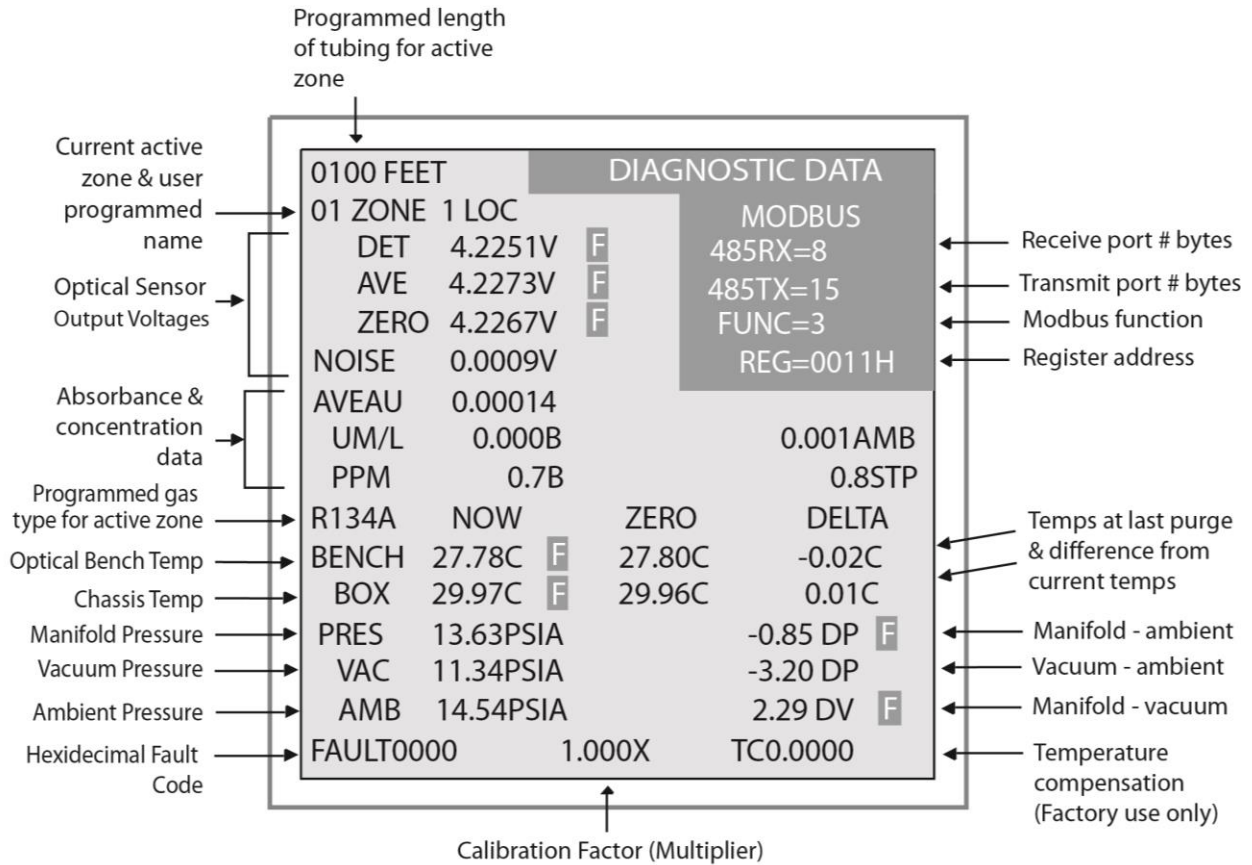 Programmed length
of tubing for active
zone
Current active
zone & user
programmed
name
Optical Sensor
Output Voltages
Absorbance &
concentration
data
Programmed gas
type for active zone
Optical Bench Temp
Chassis Temp
Manifold Pressure
Vacuum Pressure
Ambient Pressure
Hexidecimal Fault
Code
0100 FEET DIAGNOSTIC DATA
01 ZONE 1 LOC MODBUS
DET 4.2251V F 485RX=8
AVE 4.2273V F 485TX=15
ZERO 4.2267V F FUNC=3
NOISE 0.0009V REG=0011H
AVEAU 0.00014
UM/L 0.000B 0.001AMB
PPM 0.7B 0.8STP
R134A NOW ZERO DELTA
BENCH 27.78C F 27.80C -0.02C
BOX 29.97C F 29.96C 0.01C
PRES 13.63PSIA -0.85 DP F
VAC 11.34PSIA -3.20 DP
AMB 14.54PSIA 2.29 DV F
FAULT0000 1.000X TC0.0000
Receive port # bytes
Transmit port # bytes
Modbus function
Register address
Temps at last purge
& difference from
current temps
Manifold - ambient
Vacuum - ambient
Manifold - vacuum
Temperature
compensation
(Factory use only)
Calibration Factor (Multiplier)